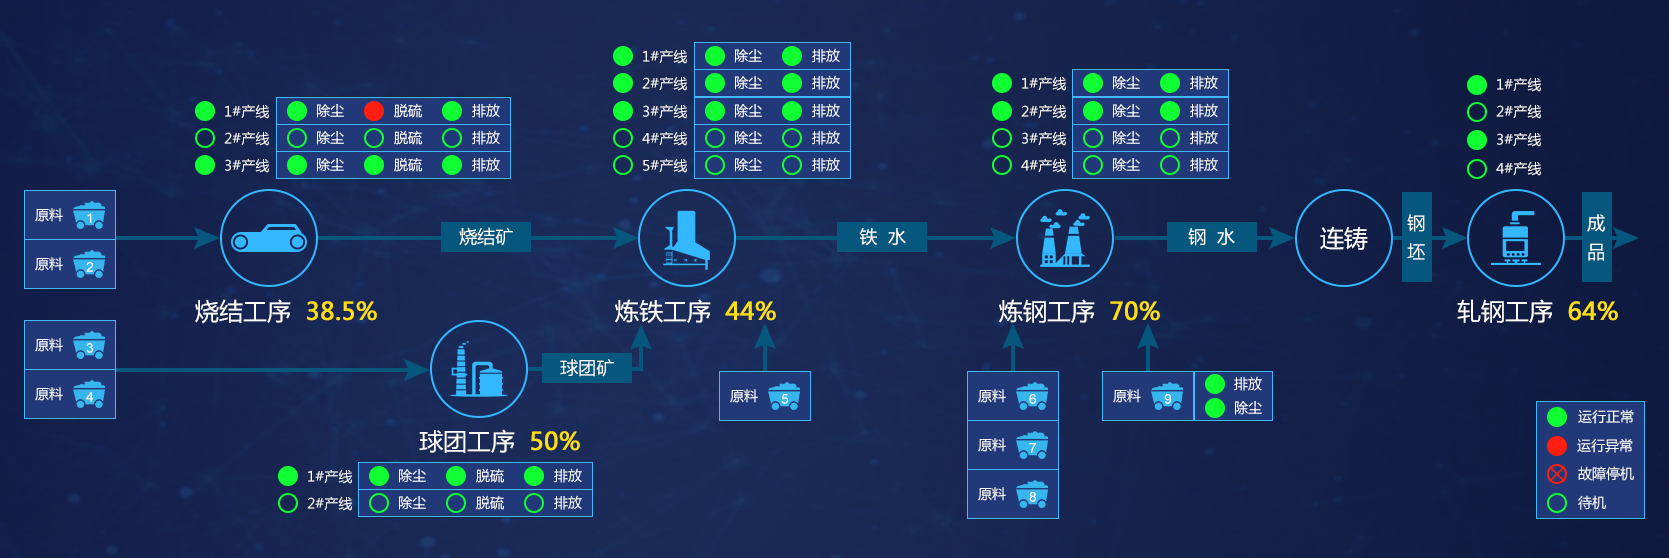 1#产线 除尘 脱硫 排放
2#产线 除尘 脱硫 排放
3#产线 除尘 脱硫 排放
1#产线 除尘 排放
2#产线 除尘 排放
3#产线 除尘 排放
4#产线 除尘 排放
5#产线 除尘 排放
1#产线 除尘 排放
2#产线 除尘 排放
3#产线 除尘 排放
4#产线 除尘 排放
1#产线
2#产线
3#产线
4#产线
原料 1
原料 2
烧结矿
铁 水
钢 水
连铸
钢坯
成品
烧结工序 38.5%
炼铁工序 44%
炼钢工序 70%
轧钢工序 64%
原料 3
原料 4
球团矿
球团工序 50%
1#产线 除尘 脱硫 排放
2#产线 除尘 脱硫 排放
原料 5
原料 6
原料 7
原料 8
原料 9
排放
除尘
运行正常
运行异常
故障停机
待机